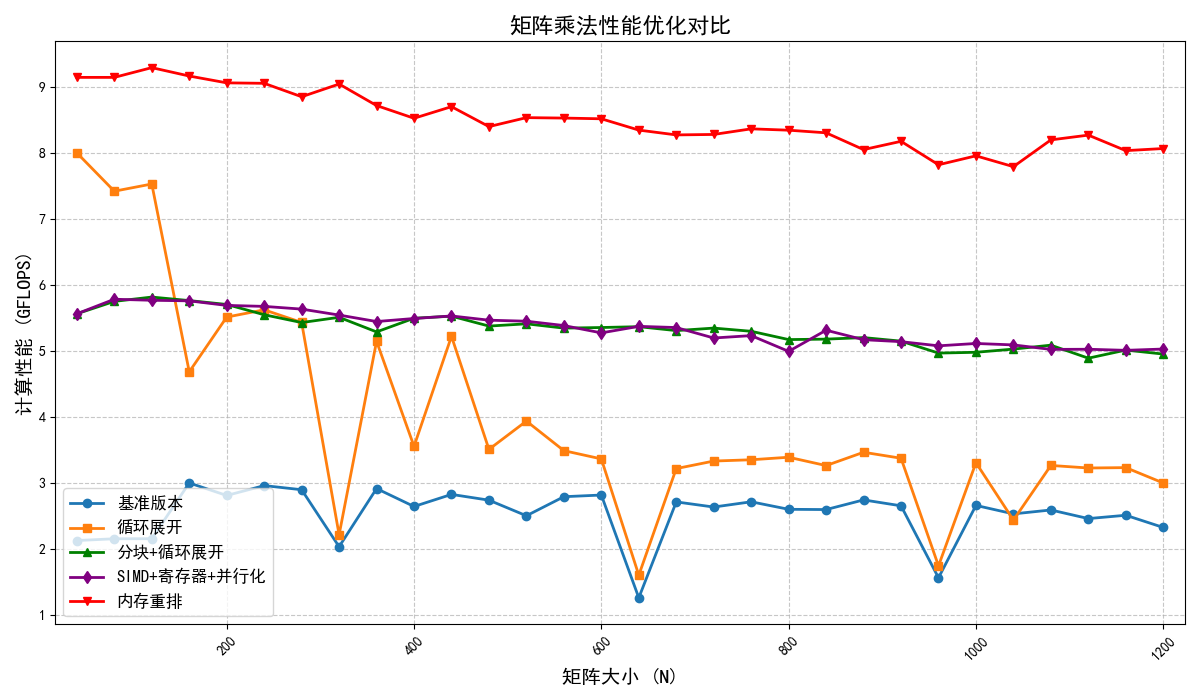 矩阵乘法性能优化对比
计算性能 (GFLOPS)
9
8
7
6
5
4
3
2
1
基准版本
循环展开
分块+循环展开
SIMD+寄存器+并行化
内存重排
200
400
600
800
1000
1200
矩阵大小 (N)